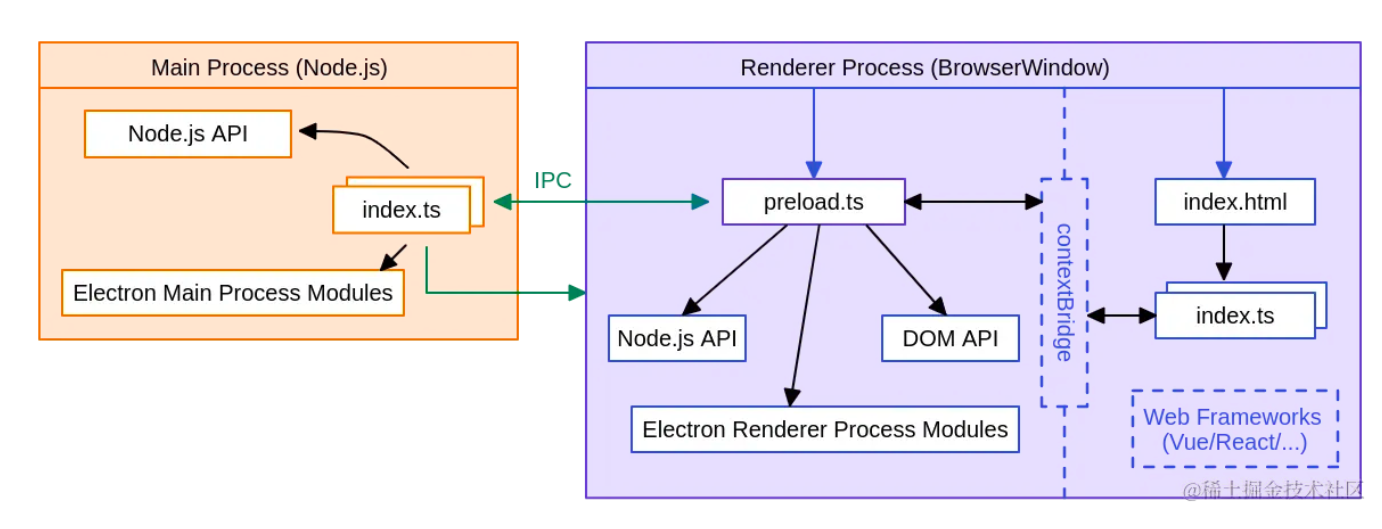 Main Process (Node.js)
Node.js API
index.ts
Electron Main Process Modules
IPC
Renderer Process (BrowserWindow)
preload.ts
contextBridge
index.html
index.ts
Node.js API
DOM API
Electron Renderer Process Modules
Web Frameworks
(Vue/React/...)
@稀土掘金技术社区